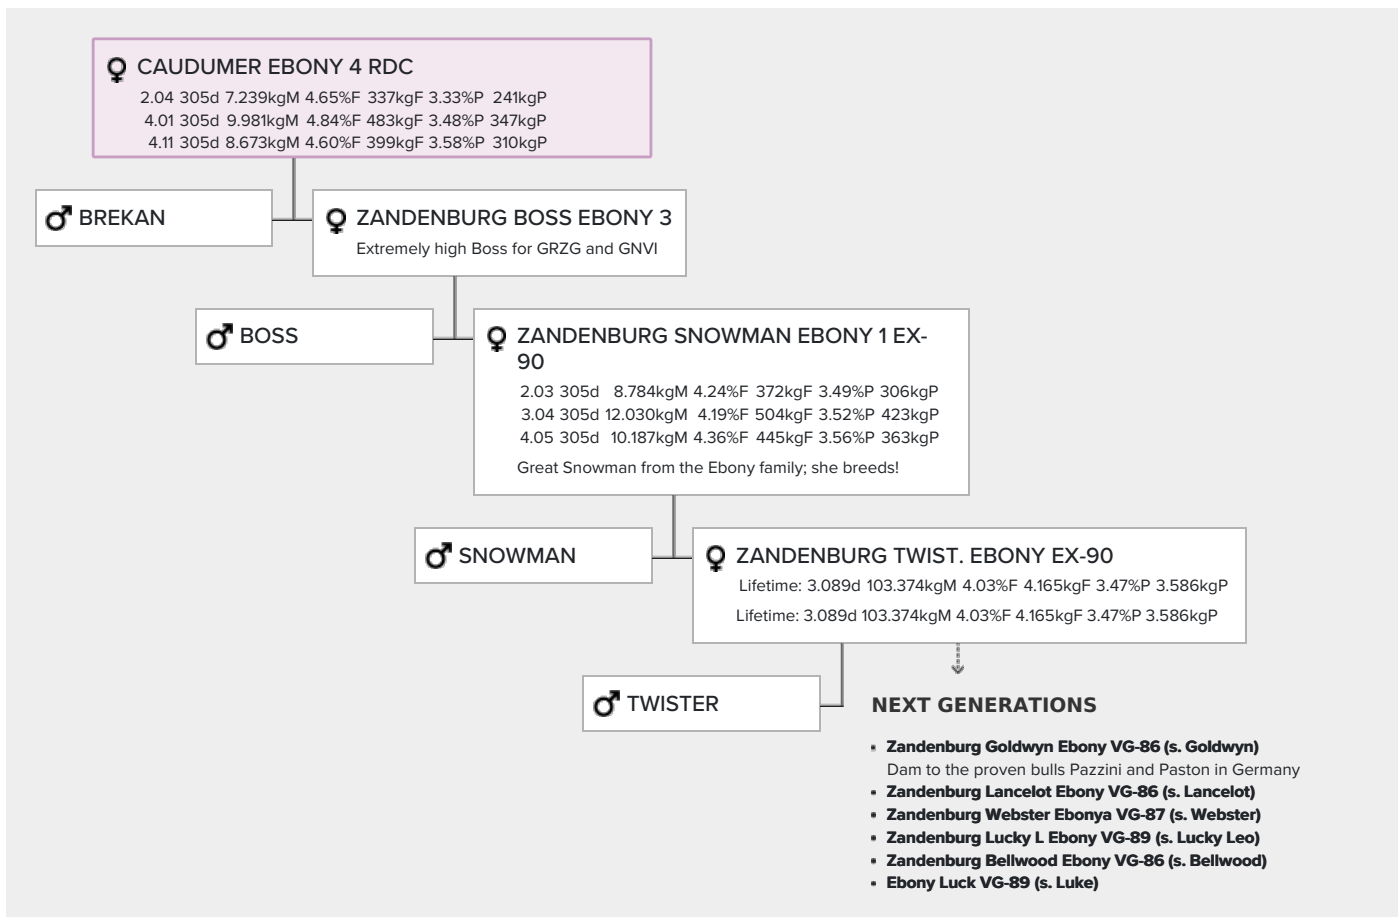 CAUDUMER EBONY 4 RDC
2.04 305d 7.239kgM 4.65%F 337kgF 3.33%P 241kgP
4.01 305d 9.981kgM 4.84%F 483kgF 3.48%P 347kgP
4.11 305d 8.673kgM 4.60%F 399kgF 3.58%P 310kgP
BREKAN
ZANDENBURG BOSS EBONY 3
Extremely high Boss for GRZG and GNVI
BOSS
ZANDENBURG SNOWMAN EBONY 1 EX-
90
2.03 305d 8.784kgM 4.24%F 372kgF 3.49%P 306kgP
3.04 305d 12.030kgM 4.19%F 504kgF 3.52%P 423kgP
4.05 305d 10.187kgM 4.36%F 445kgF 3.56%P 363kgP
Great Snowman from the Ebony family; she breeds!
SNOWMAN
ZANDENBURG TWIST. EBONY EX-90
Lifetime: 3.089d 103.374kgM 4.03%F 4.165kgF 3.47%P 3.586kgP
Lifetime: 3.089d 103.374kgM 4.03%F 4.165kgF 3.47%P 3.586kgP
TWISTER
NEXT GENERATIONS
• Zandenburg Goldwyn Ebony VG-86 (s. Goldwyn)
Dam to the proven bulls Pazzini and Paston in Germany
• Zandenburg Lancelot Ebony VG-86 (s. Lancelot)
• Zandenburg Webster Ebonya VG-87 (s. Webster)
• Zandenburg Lucky L Ebony VG-89 (s. Lucky Leo)
• Zandenburg Bellwood Ebony VG-86 (s. Bellwood)
• Ebony Luck VG-89 (s. Luke)